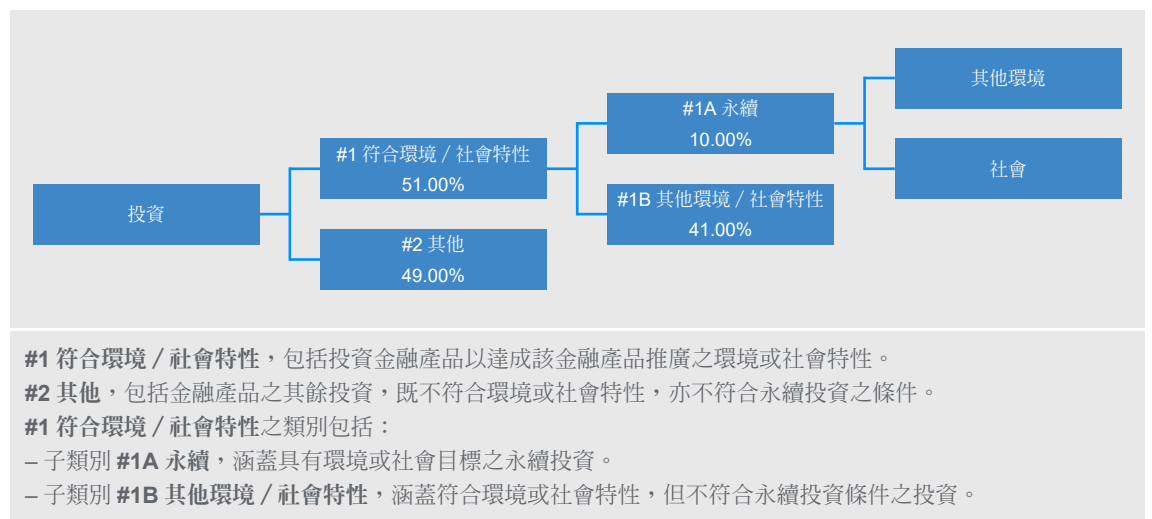 投資
#1 符合環境／社會特性
51.00%
#2 其他
49.00%
#1A 永續
10.00%
#1B 其他環境／社會特性
41.00%
其他環境
社會
#1 符合環境／社會特性，包括投資金融產品以達成該金融產品推廣之環境或社會特性。
#2 其他，包括金融產品之其餘投資，既不符合環境或社會特性，亦不符合永續投資之條件。
#1 符合環境／社會特性之類別包括：
– 子類別 #1A 永續，涵蓋具有環境或社會目標之永續投資。
– 子類別 #1B 其他環境／社會特性，涵蓋符合環境或社會特性，但不符合永續投資條件之投資。